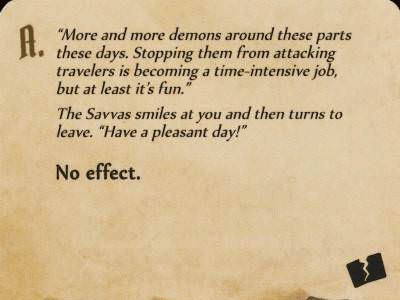 A. “More and more demons around these parts
these days. Stopping them from attacking
travelers is becoming a time-intensive job,
but at least it’s fun.”
The Savvas smiles at you and then turns to
leave. “Have a pleasant day!”
No effect.